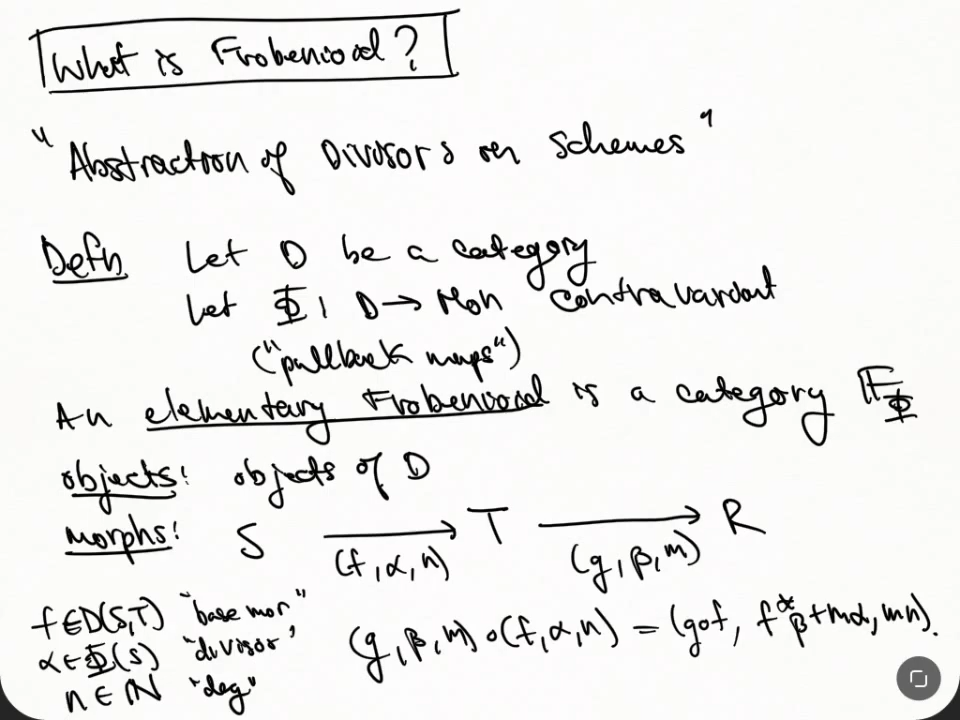 What is Frobenioid?
"Abstraction of Divisors on Schemes"
Defn Let D be a category
Let Φ : D → Mon contravariant
("pullback maps")
An elementary Frobenioid is a category 𝔽_Φ
objects: objects of D
morphs: S →(f, α, n) T →(g, β, m) R
f ∈ D(S,T) "base mor"
α ∈ Φ(S) "divisor"
n ∈ ℕ "deg"
(g, β, m) ∘ (f, α, n) = (g∘f, f*β + mα, mn).